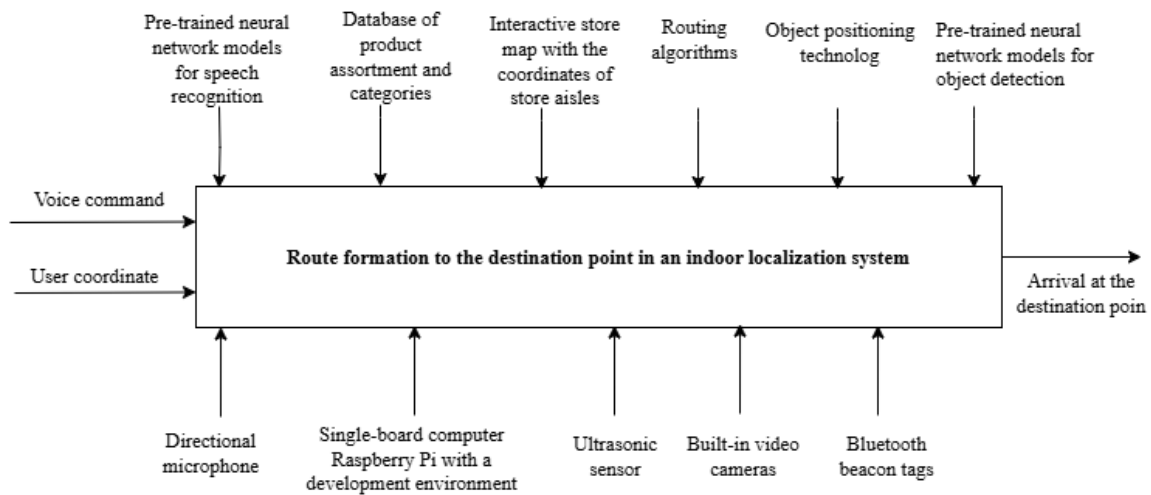 Pre-trained neural
network models
for speech
recognition
Database of
product
assortment and
categories
Interactive store
map with the
coordinates of
store aisles
Routing
algorithms
Object positioning
technolog
Pre-trained neural
network models for
object detection
Voice command
User coordinate
Route formation to the destination point in an indoor localization system
Arrival at the
destination poin
Directional
microphone
Single-board computer
Raspberry Pi with a
development environment
Ultrasonic
sensor
Built-in video
cameras
Bluetooth
beacon tags